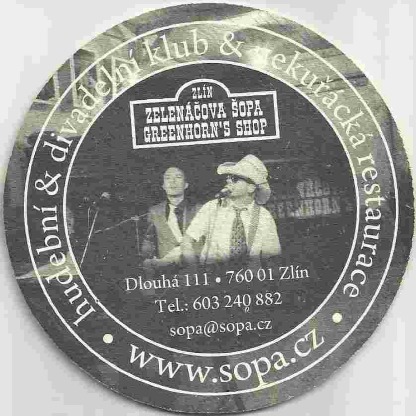 hudební & divadelní klub & nekuřácká restaurace
ZLÍN
ZELENÁČOVA ŠOPA
GREENHORN'S SHOP
Dlouhá 111 • 760 01 Zlín
Tel.: 603 240 882
sopa@sopa.cz
• www.sopa.cz •